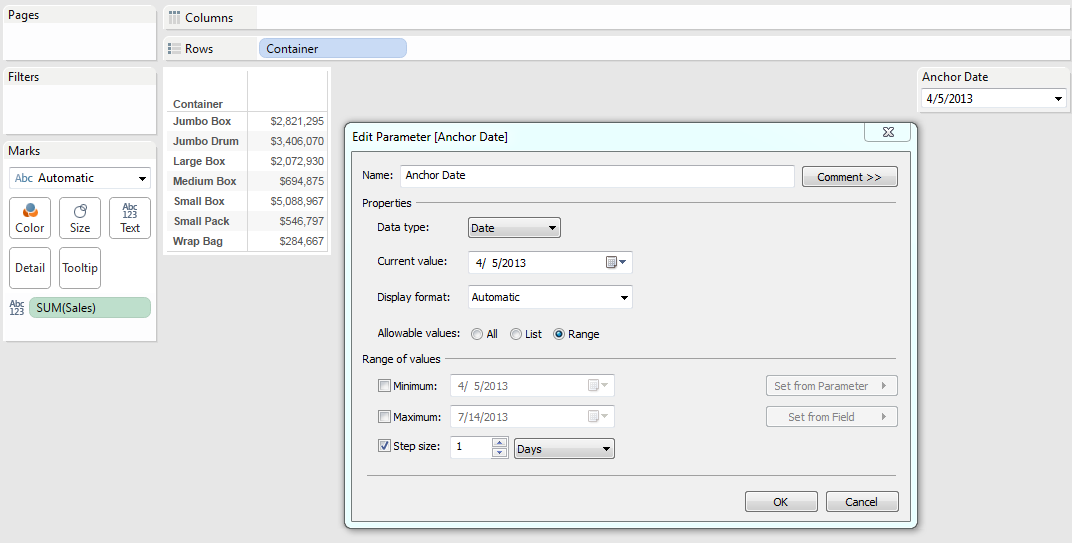 Pages
Columns
Rows
Container
Filters
Marks
Abc Automatic
Color
Size
Abc
123
Text
Detail
Tooltip
Abc
123
SUM(Sales)
Container
Jumbo Box $2,821,295
Jumbo Drum $3,406,070
Large Box $2,072,930
Medium Box $694,875
Small Box $5,088,967
Small Pack $546,797
Wrap Bag $284,667
Anchor Date
4/5/2013
Edit Parameter [Anchor Date]
Name: Anchor Date Comment >>
Properties
Data type: Date
Current value: 4/ 5/2013
Display format: Automatic
Allowable values: All List Range
Range of values
Minimum: 4/ 5/2013 Set from Parameter
Maximum: 7/14/2013 Set from Field
Step size: 1 Days
OK Cancel